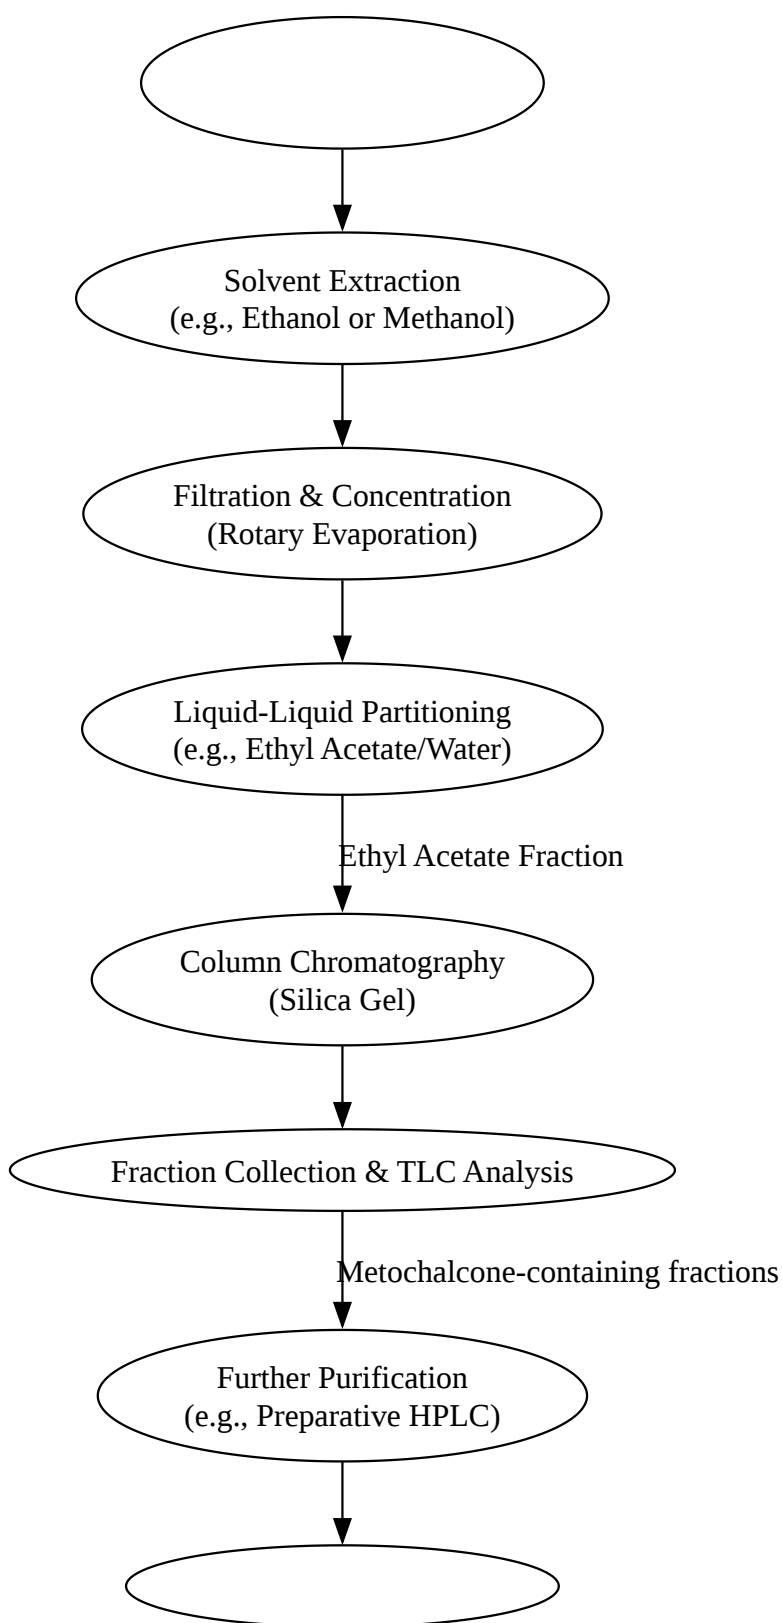 Solvent Extraction
(e.g., Ethanol or Methanol)
Filtration & Concentration
(Rotary Evaporation)
Liquid-Liquid Partitioning
(e.g., Ethyl Acetate/Water)
Ethyl Acetate Fraction
Column Chromatography
(Silica Gel)
Fraction Collection & TLC Analysis
Metochalcone-containing fractions
Further Purification
(e.g., Preparative HPLC)